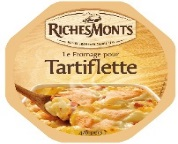 RICHESMONTS
Le Fromage pour
Tartiflette